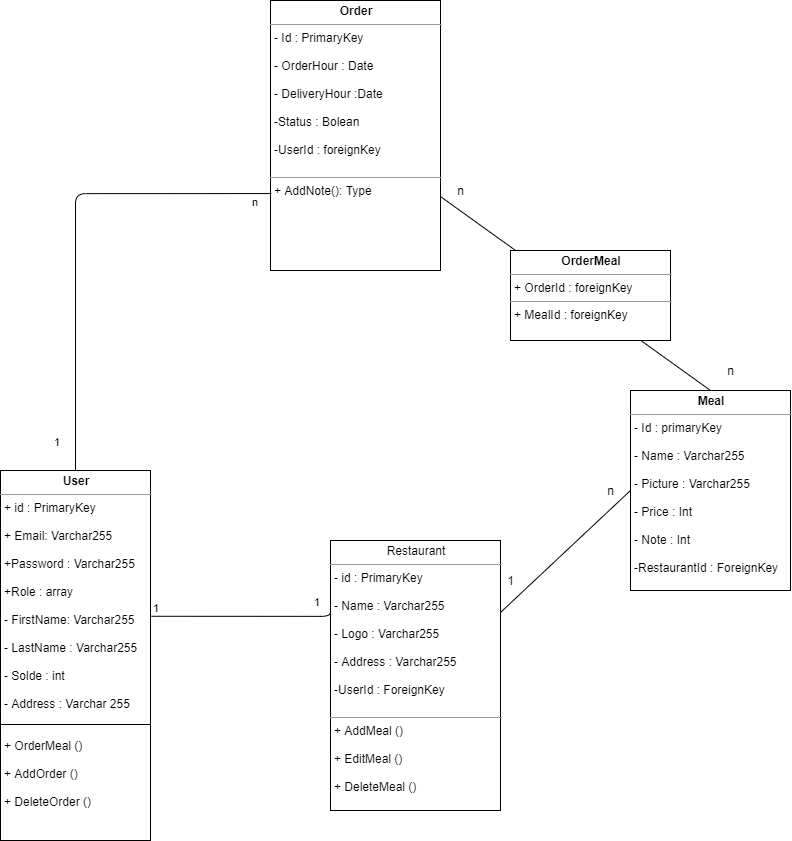 Order
- Id : PrimaryKey
- OrderHour : Date
- DeliveryHour :Date
-Status : Bolean
-UserId : foreignKey
+ AddNote(): Type
n
n
OrderMeal
+ OrderId : foreignKey
+ MealId : foreignKey
n
Meal
- Id : primaryKey
- Name : Varchar255
- Picture : Varchar255
- Price : Int
- Note : Int
-RestaurantId : ForeignKey
n
1
1
User
+ id : PrimaryKey
+ Email: Varchar255
+Password : Varchar255
+Role : array
- FirstName: Varchar255
- LastName : Varchar255
- Solde : int
- Address : Varchar 255
+ OrderMeal ()
+ AddOrder ()
+ DeleteOrder ()
1
1
Restaurant
- id : PrimaryKey
- Name : Varchar255
- Logo : Varchar255
- Address : Varchar255
-UserId : ForeignKey
+ AddMeal ()
+ EditMeal ()
+ DeleteMeal ()